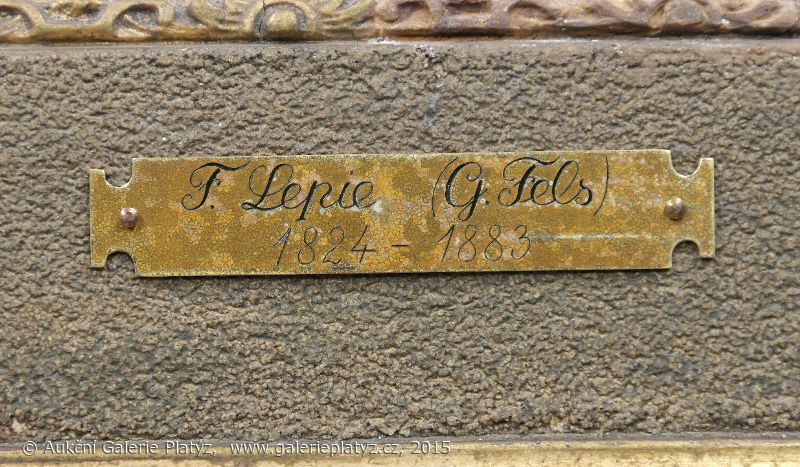 F. Lepie (G. Fels)
1824 - 1883
© Aukční Galerie Platýz, www.galerieplatyz.cz, 2015